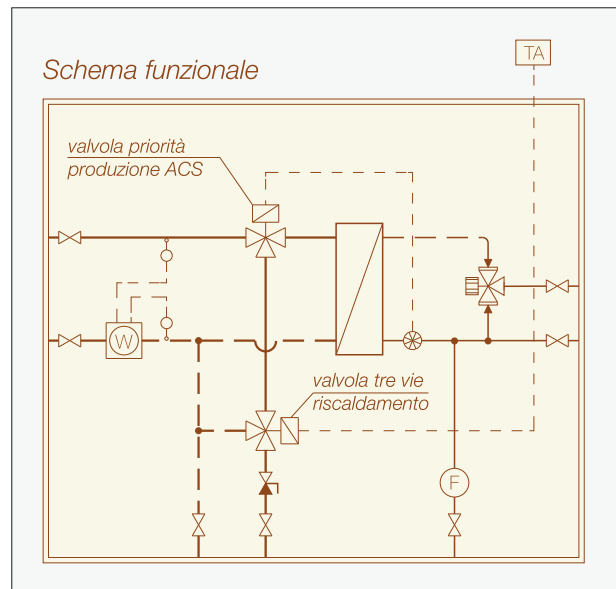 TA
Schema funzionale
valvola priorità
produzione ACS
W
valvola tre vie
riscaldamento
F